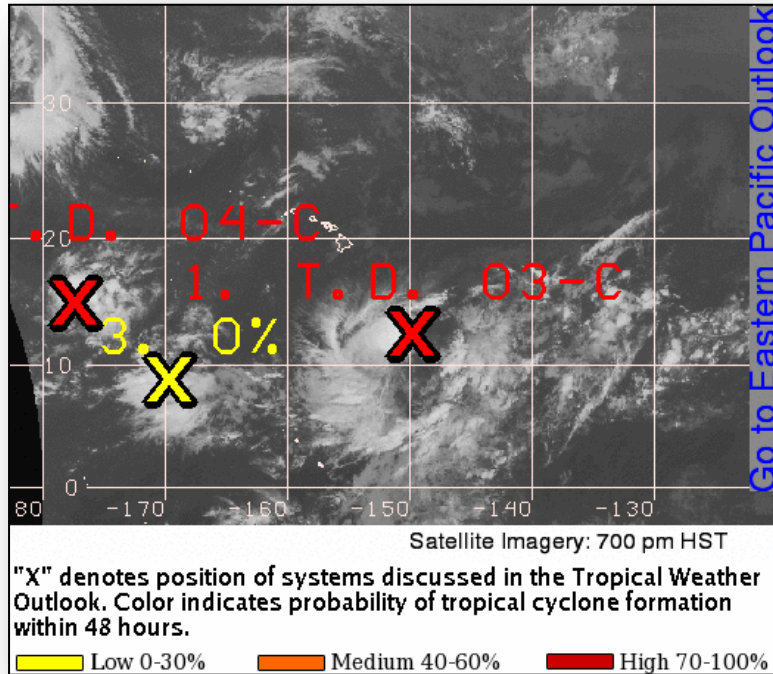 Go to Eastern Pacific Outlook
30
T.D. 04-C
20
1. T.D. 03-C
X
X
3. 0%
10
X
0
80 -170 -160 -150 -140 -130
Satellite Imagery: 700 pm HST
"X" denotes position of systems discussed in the Tropical Weather
Outlook. Color indicates probability of tropical cyclone formation
within 48 hours.
Low 0-30% Medium 40-60% High 70-100%